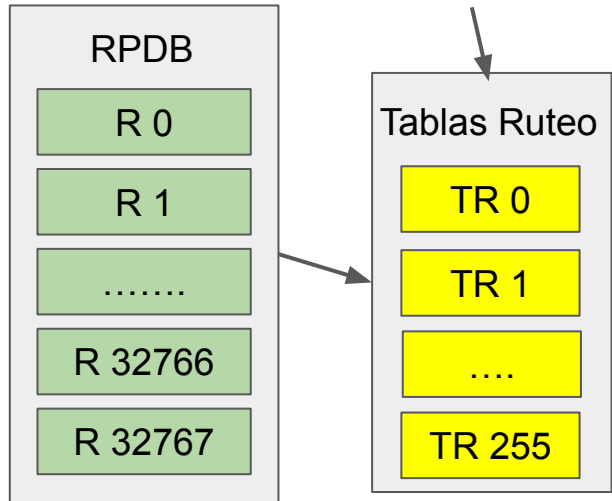 RPDB
R 0
R 1
…….
R 32766
R 32767
Tablas Ruteo
TR 0
TR 1
….
TR 255